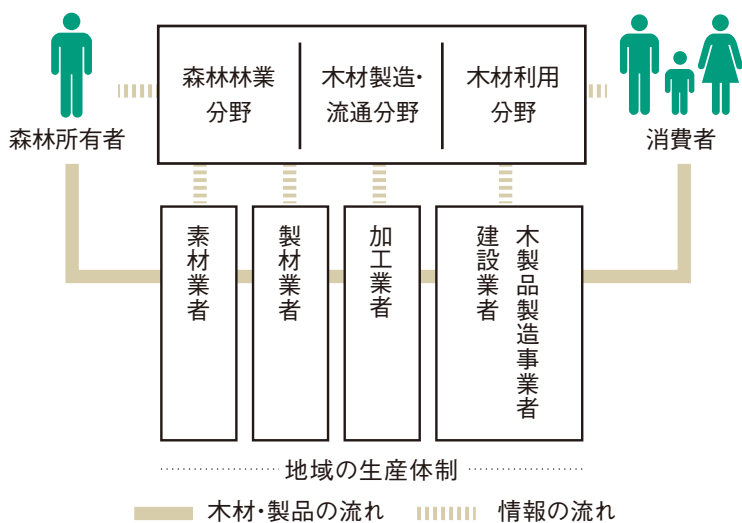 森林林業
分野
木材製造・
流通分野
木材利用
分野
森林所有者
消費者
素材業者
製材業者
加工業者
木製品製造事業者
建設業者
地域の生産体制
木材・製品の流れ
情報の流れ